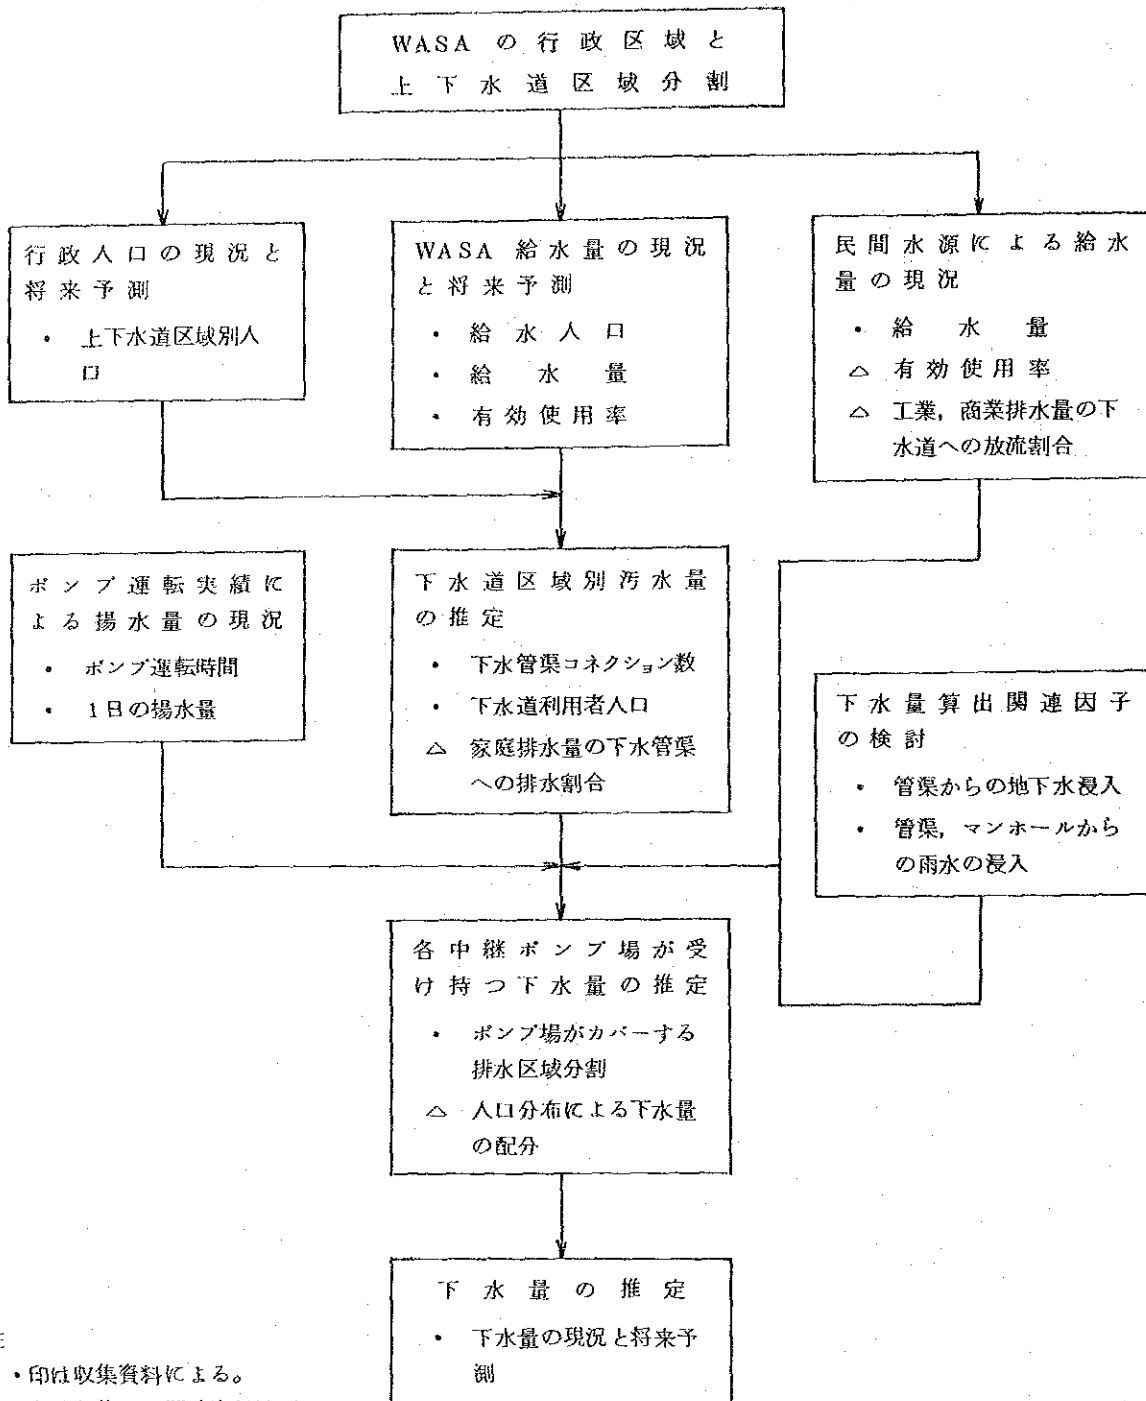 WASA の行政区域と
上下水道区域分割
行政人口の現況と
将来予測
・ 上下水道区域別人
口
WASA 給水量の現況
と将来予測
・ 給水人口
・ 給水量
・ 有効使用率
民間水源による給水
量の現況
・ 給水量
△ 有効使用率
△ 工業，商業排水量の下
水道への放流割合
ポンプ運転実績に
よる揚水量の現況
・ ポンプ運転時間
・ 1日の揚水量
下水道区域別汚水量
の推定
・ 下水管渠コネクション数
・ 下水道利用者人口
△ 家庭排水量の下水管渠
への排水割合
下水量算出関連因子
の検討
・ 管渠からの地下水浸入
・ 管渠，マンホールから
の雨水の浸入
各中継ポンプ場が受
け持つ下水量の推定
・ ポンプ場がカバーする
排水区域分割
△ 人口分布による下水量
の配分
下水量の推定
・ 下水量の現況と将来予
測
・印は収集資料による。